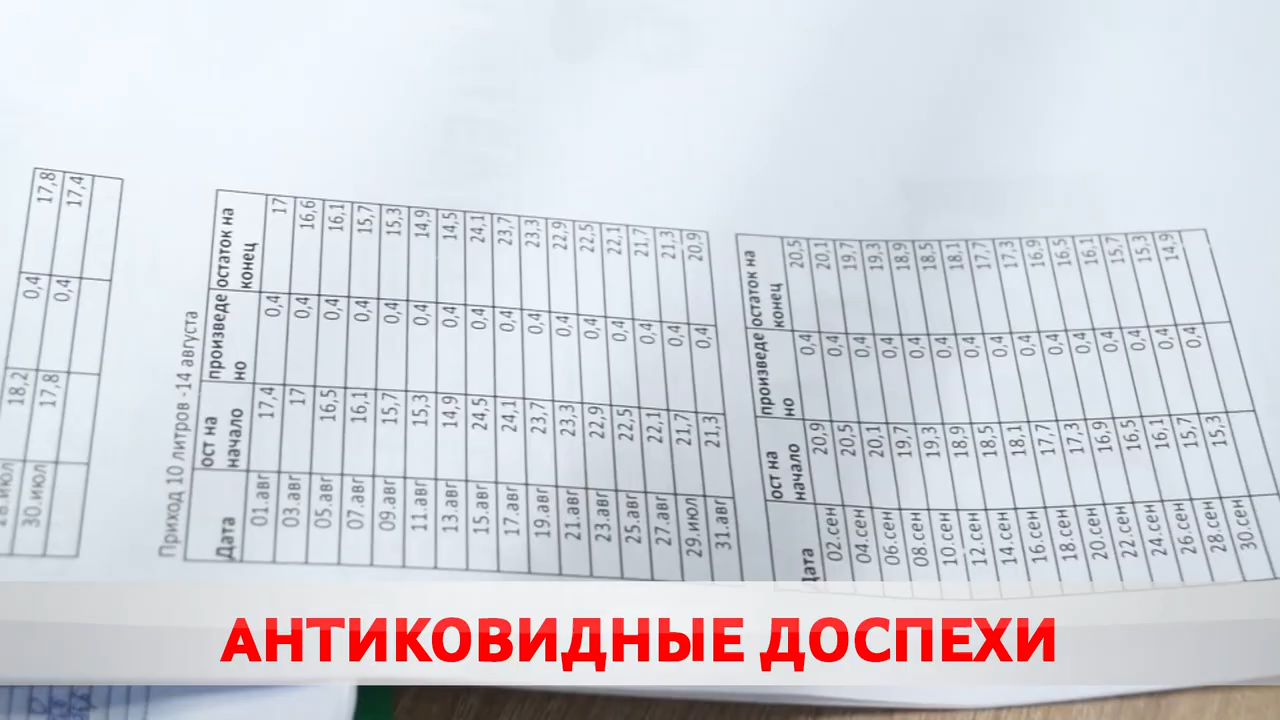 28.июл 18,2 0,4 17,8
30.июл 17,8 0,4 17,4
Приход 10 литров -14 августа
Дата ост на произведе остаток на
начало но конец
01.авг 17,4 0,4 17
03.авг 17 0,4 16,6
05.авг 16,5 0,4 16,1
07.авг 16,1 0,4 15,7
09.авг 15,7 0,4 15,3
11.авг 15,3 0,4 14,9
13.авг 14,9 0,4 14,5
15.авг 24,5 0,4 24,1
17.авг 24,1 0,4 23,7
19.авг 23,7 0,4 23,3
21.авг 23,3 0,4 22,9
23.авг 22,9 0,4 22,5
25.авг 22,5 0,4 22,1
27.авг 22,1 0,4 21,7
29.июл 21,7 0,4 21,3
31.авг 21,3 0,4 20,9
Дата ост на произведе остаток на
начало но конец
02.сен 20,9 0,4 20,5
04.сен 20,5 0,4 20,1
06.сен 20,1 0,4 19,7
08.сен 19,7 0,4 19,3
10.сен 19,3 0,4 18,9
12.сен 18,9 0,4 18,5
14.сен 18,5 0,4 18,1
16.сен 18,1 0,4 17,7
18.сен 17,7 0,4 17,3
20.сен 17,3 0,4 16,9
22.сен 16,9 0,4 16,5
24.сен 16,5 0,4 16,1
26.сен 16,1 0,4 15,7
28.сен 15,7 0,4 15,3
30.сен 15,3 0,4 14,9
АНТИКОВИДНЫЕ ДОСПЕХИ